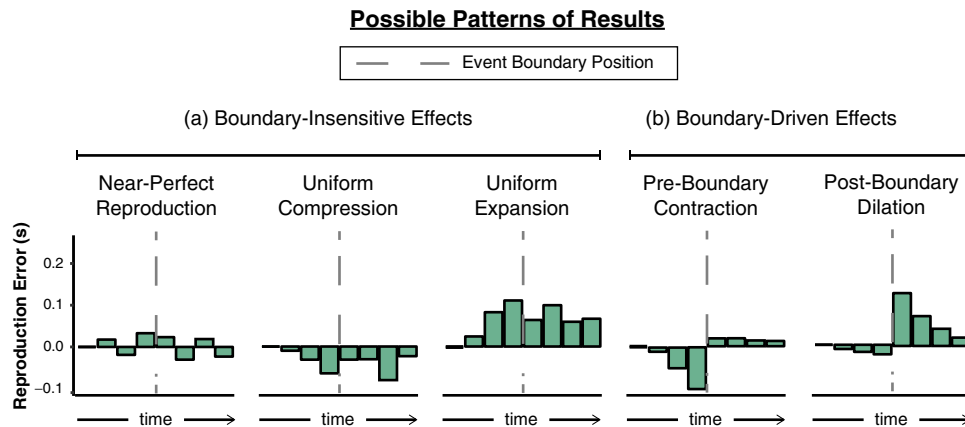 Possible Patterns of Results
Event Boundary Position
(a) Boundary-Insensitive Effects
(b) Boundary-Driven Effects
Near-Perfect
Reproduction
Uniform
Compression
Uniform
Expansion
Pre-Boundary
Contraction
Post-Boundary
Dilation
Reproduction Error (s)
0.2
0.1
0.0
−0.1
time
time
time
time
time